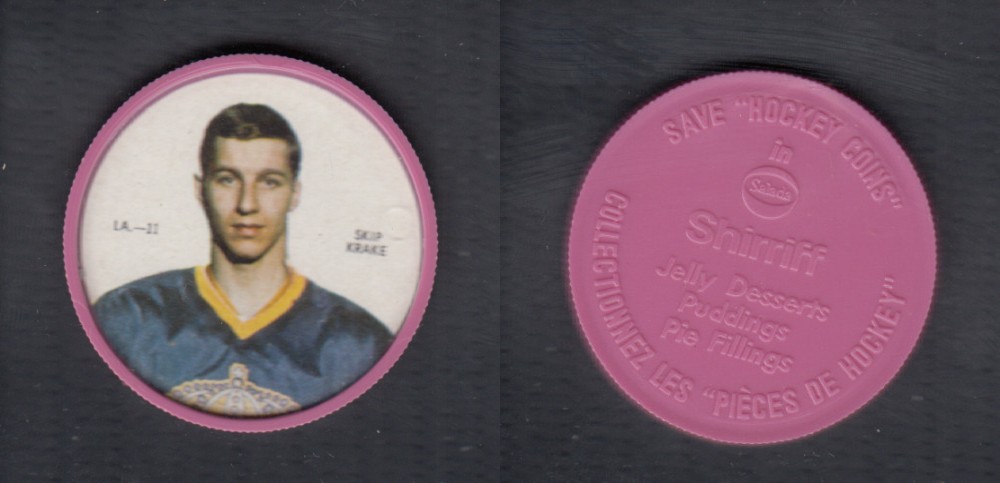 LA.—11
SKIP
KRAKE
SAVE "HOCKEY COINS"
in
Salada
Shirriff
Jelly Desserts
Puddings
Pie Fillings
COLLECTIONNEZ LES "PIÈCES DE HOCKEY"